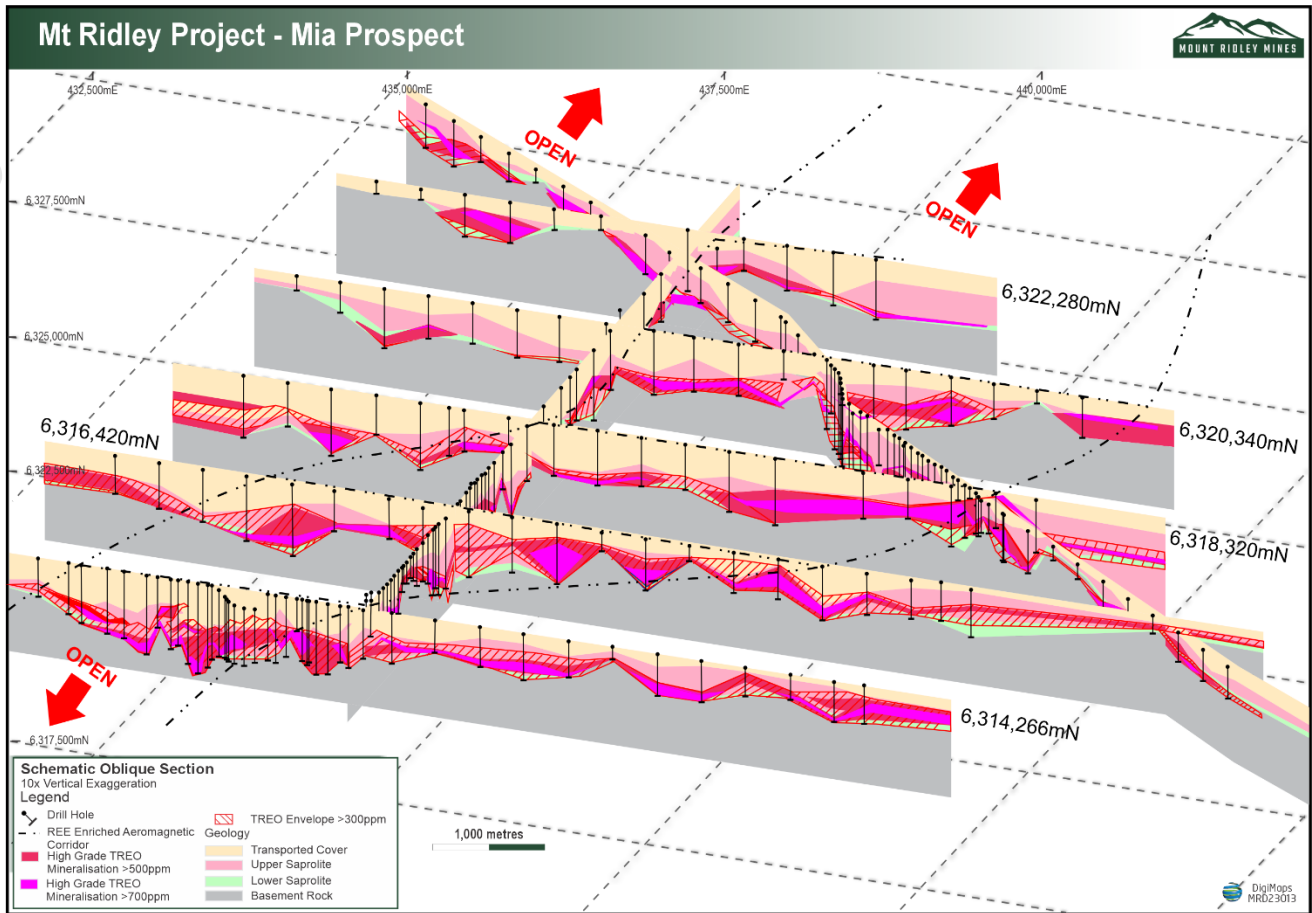 Mt Ridley Project - Mia Prospect
MOUNT RIDLEY MINES
432,500mE
435,000mE
437,500mE
440,000mE
OPEN
OPEN
6,327,500mN
6,322,280mN
6,325,000mN
6,316,420mN
6,320,340mN
6,322,500mN
6,318,320mN
OPEN
6,314,266mN
6,317,500mN
Schematic Oblique Section
10x Vertical Exaggeration
Legend
Drill Hole
REE Enriched Aeromagnetic
Corridor
High Grade TREO
Mineralisation >500ppm
High Grade TREO
Mineralisation >700ppm
TREO Envelope >300ppm
Geology
Transported Cover
Upper Saprolite
Lower Saprolite
Basement Rock
1,000 metres
DigiMaps
MRD23013